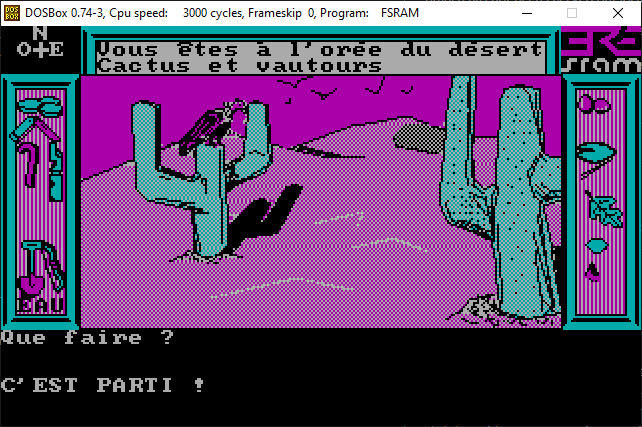 DOSBox 0.74-3, Cpu speed: 3000 cycles, Frameskip 0, Program: FSRAM
N
O E
Vous êtes à l'orée du désert
Cactus et vautours
ERE
sram
EAU
Que faire ?
C'EST PARTI !